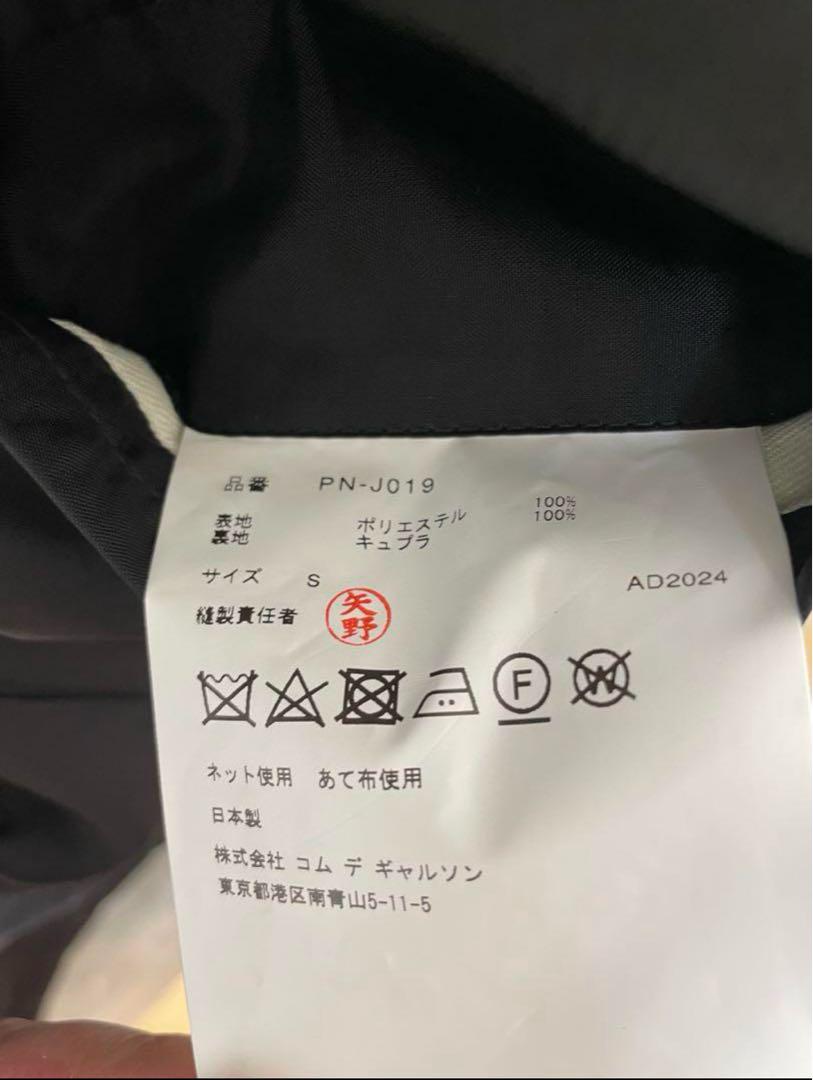 品番 PN-J019
表地 ポリエステル 100%
裏地 キュプラ 100%
サイズ S AD2024
縫製責任者 矢野
F W
ネット使用 あて布使用
日本製
株式会社 コム デ ギャルソン
東京都港区南青山5-11-5